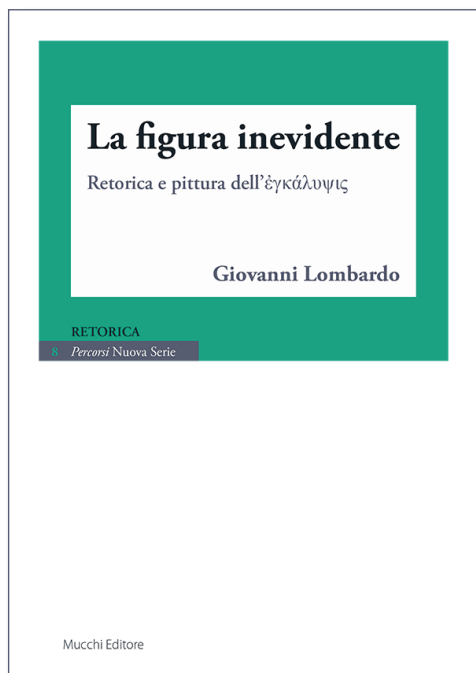 La figura inevidente
Retorica e pittura dell'ἐγκάλυψις
Giovanni Lombardo
RETORICA
8 Percorsi Nuova Serie
Mucchi Editore